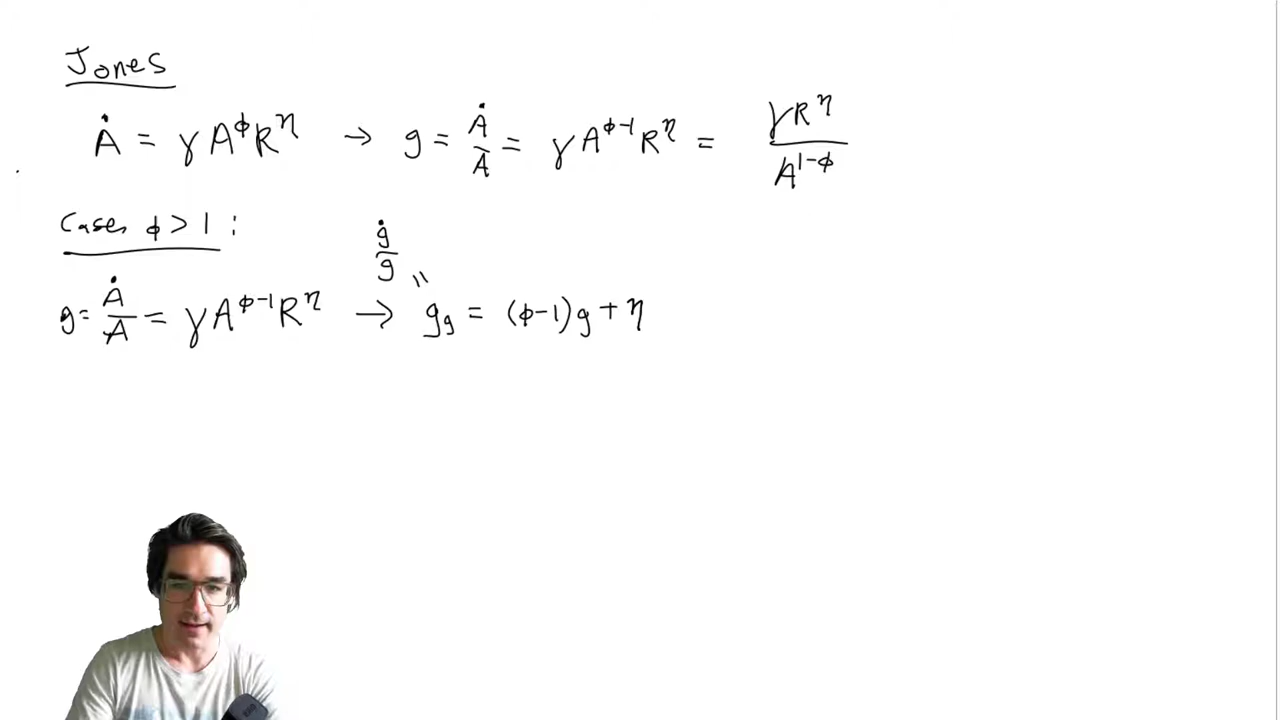 Jones
Ȧ = γA^ϕR^η → g = Ȧ/A = γA^(ϕ-1)R^η = γR^η/A^(1-ϕ)
Case ϕ > 1 :
ġ/g
g = Ȧ/A = γA^(ϕ-1)R^η → g_g = (ϕ-1)g + η